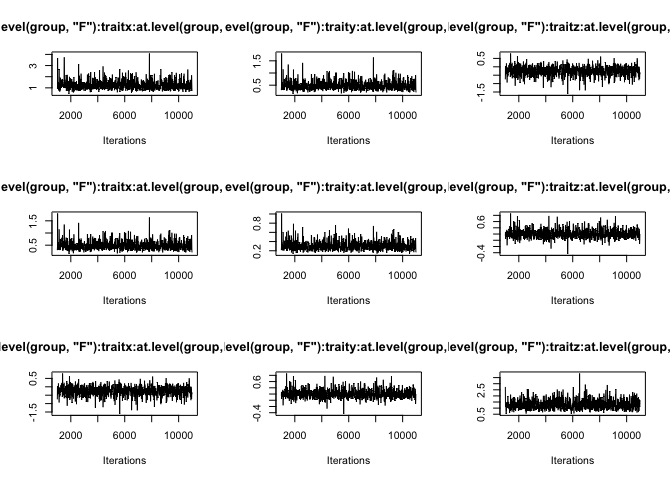 evel(group, "F"):traitx:at.level(group, evel(group, "F"):traity:at.level(group, evel(group, "F"):traitz:at.level(group,
3
1
2000 6000 10000
Iterations
1.5
0.5
2000 6000 10000
Iterations
0.5
-1.5
2000 6000 10000
Iterations
evel(group, "F"):traitx:at.level(group, evel(group, "F"):traity:at.level(group, level(group, "F"):traitz:at.level(group,
1.5
0.5
2000 6000 10000
Iterations
0.8
0.2
2000 6000 10000
Iterations
0.6
-0.4
2000 6000 10000
Iterations
level(group, "F"):traitx:at.level(group, level(group, "F"):traity:at.level(group, level(group, "F"):traitz:at.level(group,
0.5
-1.5
2000 6000 10000
Iterations
0.6
-0.4
2000 6000 10000
Iterations
2.5
0.5
2000 6000 10000
Iterations